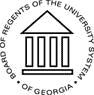 BOARD OF REGENTS OF THE UNIVERSITY SYSTEM
• OF GEORGIA •